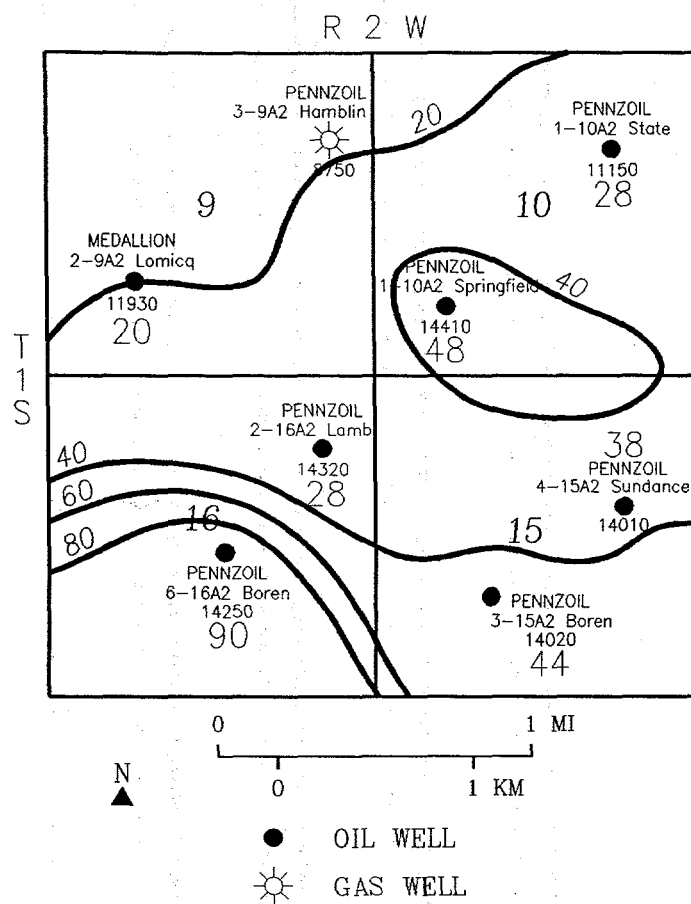 R 2 W
PENNZOIL
3-9A2 Hamblin
8750
20
PENNZOIL
1-10A2 State
11150
28
9
10
MEDALLION
2-9A2 Lomicq
11930
20
PENNZOIL
11-10A2 Springfield
14410
48
40
T
1
S
PENNZOIL
2-16A2 Lamb
14320
28
38
PENNZOIL
4-15A2 Sundance
14010
40
60
80
16
15
PENNZOIL
6-16A2 Boren
14250
90
PENNZOIL
3-15A2 Boren
14020
44
0 1 MI
0 1 KM
N
OIL WELL
GAS WELL